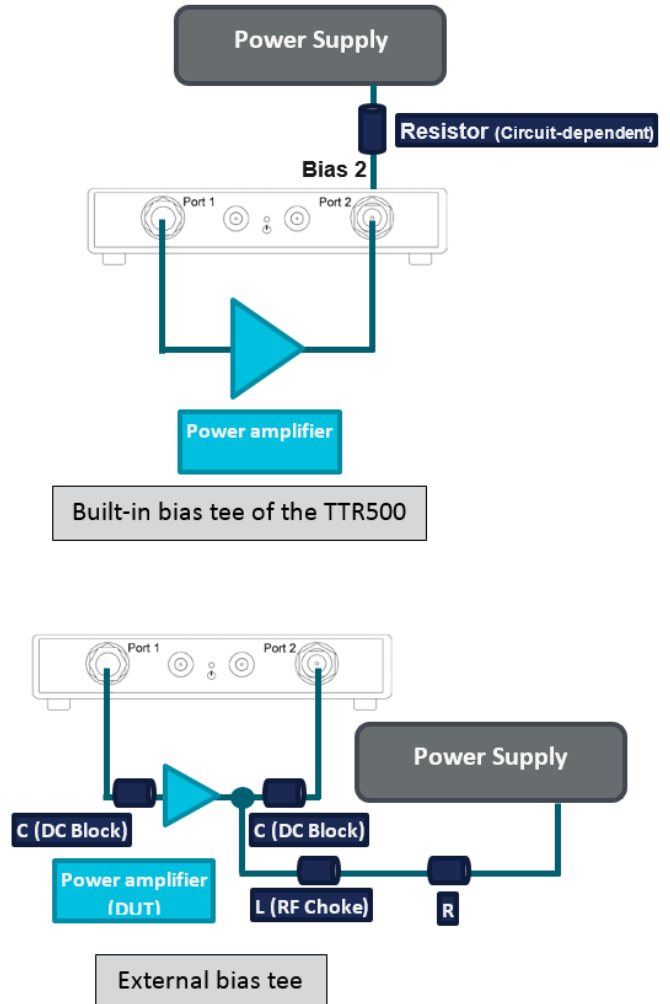 Power Supply
Resistor (Circuit-dependent)
Bias 2
Port 1
Port 2
Power amplifier
Built-in bias tee of the TTR500
Port 1
Port 2
Power Supply
C (DC Block)
C (DC Block)
Power amplifier
(DUT)
L (RF Choke)
R
External bias tee